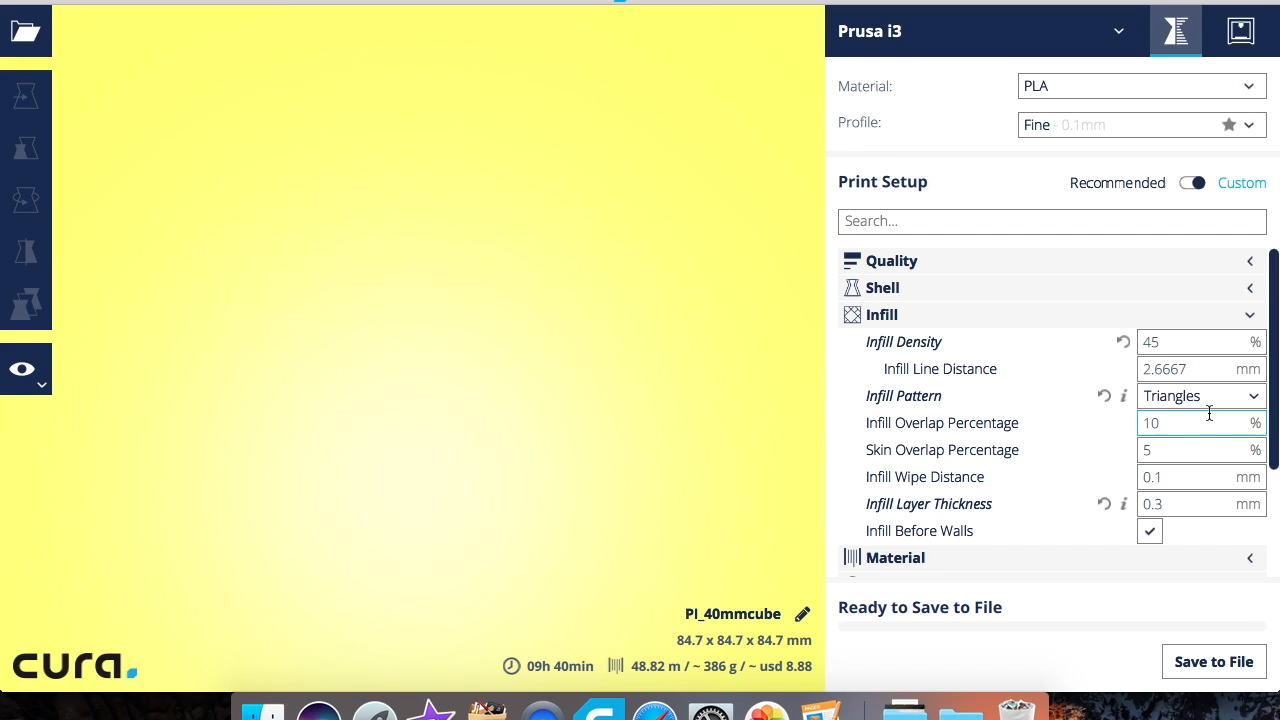 Prusa i3
Material: PLA
Profile: Fine - 0.1mm
Print Setup Recommended Custom
Search...
Quality
Shell
Infill
Infill Density 45 %
Infill Line Distance 2.6667 mm
Infill Pattern i Triangles
Infill Overlap Percentage 10 %
Skin Overlap Percentage 5 %
Infill Wipe Distance 0.1 mm
Infill Layer Thickness i 0.3 mm
Infill Before Walls
Material
PI_40mmcube
84.7 x 84.7 x 84.7 mm
09h 40min 48.82 m / ~ 386 g / ~ usd 8.88
cura.
Ready to Save to File
Save to File